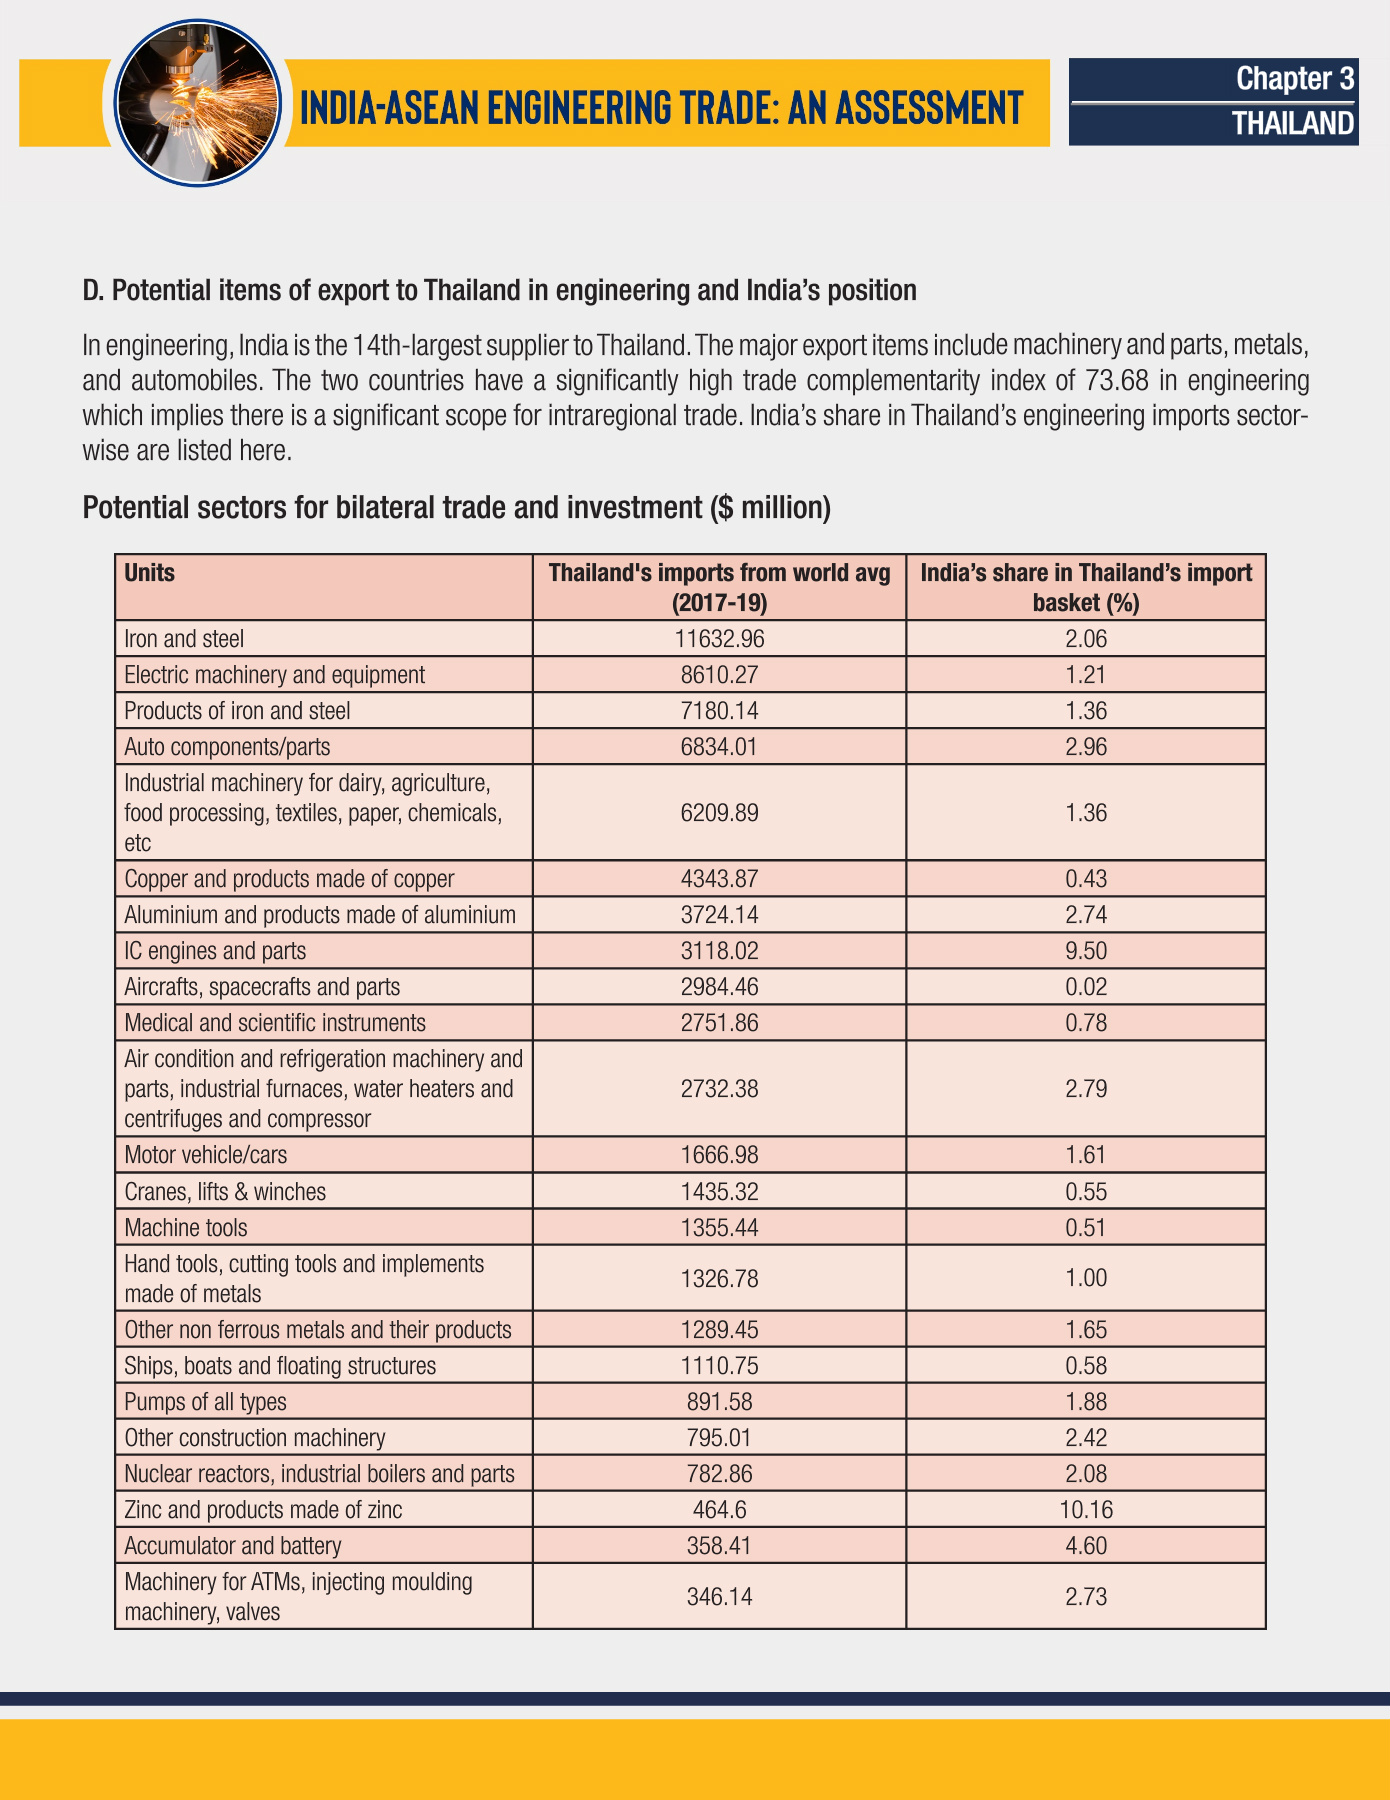 INDIA-ASEAN ENGINEERING TRADE: AN ASSESSMENT
Chapter 3
THAILAND
D. Potential items of export to Thailand in engineering and India’s position
In engineering, India is the 14th-largest supplier to Thailand. The major export items include machinery and parts, metals,
and automobiles. The two countries have a significantly high trade complementarity index of 73.68 in engineering
which implies there is a significant scope for intraregional trade. India’s share in Thailand’s engineering imports sector-
wise are listed here.
Potential sectors for bilateral trade and investment ($ million)
Units Thailand's imports from world avg India’s share in Thailand’s import
(2017-19) basket (%)
Iron and steel 11632.96 2.06
Electric machinery and equipment 8610.27 1.21
Products of iron and steel 7180.14 1.36
Auto components/parts 6834.01 2.96
Industrial machinery for dairy, agriculture,
food processing, textiles, paper, chemicals, 6209.89 1.36
etc
Copper and products made of copper 4343.87 0.43
Aluminium and products made of aluminium 3724.14 2.74
IC engines and parts 3118.02 9.50
Aircrafts, spacecrafts and parts 2984.46 0.02
Medical and scientific instruments 2751.86 0.78
Air condition and refrigeration machinery and
parts, industrial furnaces, water heaters and 2732.38 2.79
centrifuges and compressor
Motor vehicle/cars 1666.98 1.61
Cranes, lifts & winches 1435.32 0.55
Machine tools 1355.44 0.51
Hand tools, cutting tools and implements
made of metals 1326.78 1.00
Other non ferrous metals and their products 1289.45 1.65
Ships, boats and floating structures 1110.75 0.58
Pumps of all types 891.58 1.88
Other construction machinery 795.01 2.42
Nuclear reactors, industrial boilers and parts 782.86 2.08
Zinc and products made of zinc 464.6 10.16
Accumulator and battery 358.41 4.60
Machinery for ATMs, injecting moulding
machinery, valves 346.14 2.73